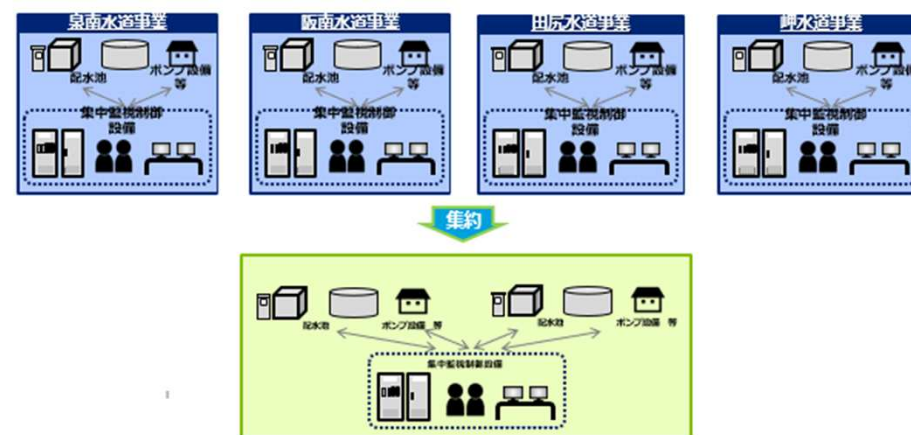 泉南水道事業
配水池
ポンプ設備
等
集中監視制御
設備
阪南水道事業
配水池
ポンプ設備
等
集中監視制御
設備
田尻水道事業
配水池
ポンプ設備
等
集中監視制御
設備
岬水道事業
配水池
ポンプ設備
等
集中監視制御
設備
集約
配水池
ポンプ設備 等
配水池
ポンプ設備 等
集中監視制御設備